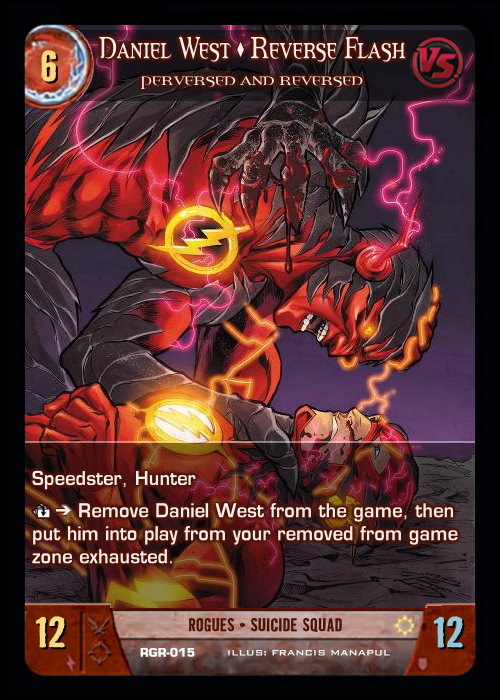 6
Daniel West ♦ Reverse Flash
VS
Perversed and Reversed
Speedster, Hunter
➔ Remove Daniel West from the game, then
put him into play from your removed from game
zone exhausted.
12
ROGUES • SUICIDE SQUAD
12
RGR-015 ILLUS: FRANCIS MANAPUL